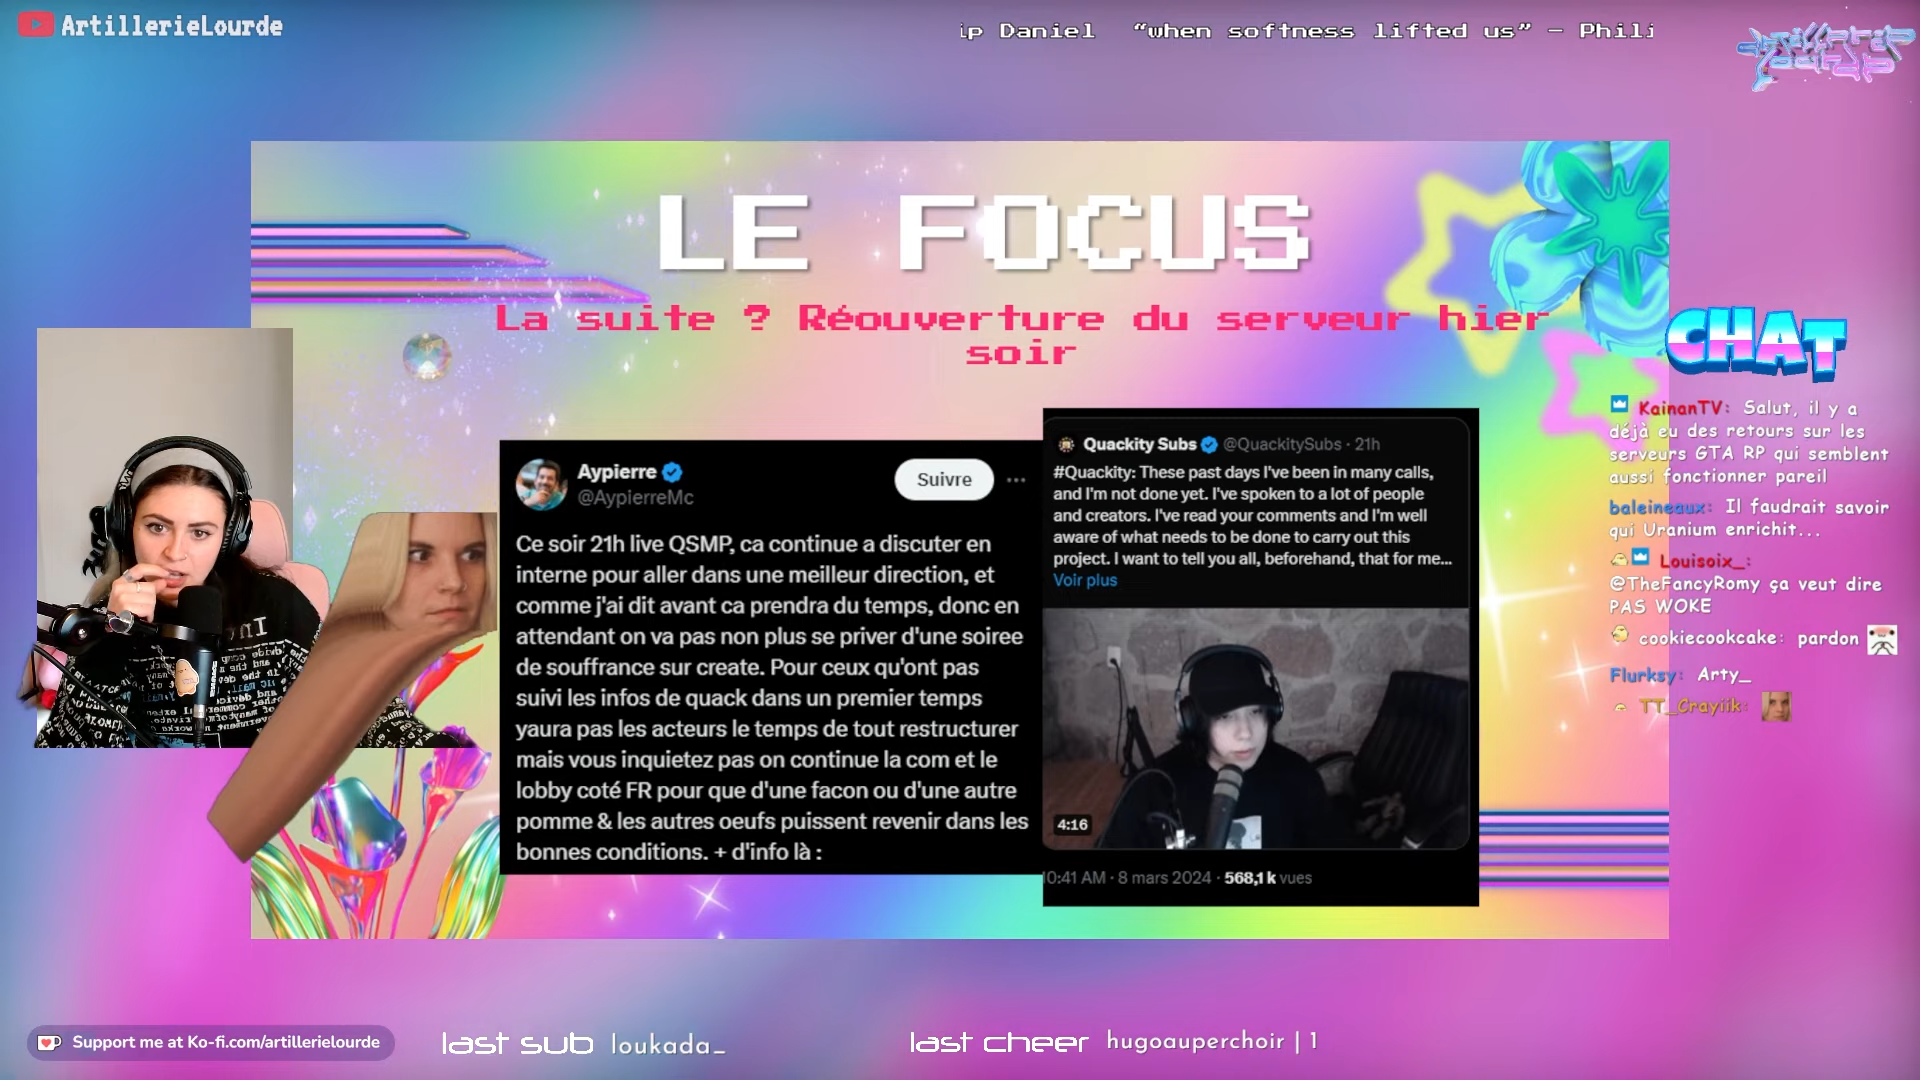 ArtillerieLourde
ip Daniel “when softness lifted us” – Phili
LE FOCUS
La suite ? Réouverture du serveur hier
soir
Aypierre
@AypierreMc
Suivre
Ce soir 21h live QSMP, ca continue a discuter en
interne pour aller dans une meilleur direction, et
comme j'ai dit avant ca prendra du temps, donc en
attendant on va pas non plus se priver d'une soiree
de souffrance sur create. Pour ceux qu'ont pas
suivi les infos de quack dans un premier temps
yaura pas les acteurs le temps de tout restructurer
mais vous inquietez pas on continue la com et le
lobby coté FR pour que d'une facon ou d'une autre
pomme & les autres oeufs puissent revenir dans les
bonnes conditions. + d'info là :
Quackity Subs @QuackitySubs · 21h
#Quackity: These past days I've been in many calls,
and I'm not done yet. I've spoken to a lot of people
and creators. I've read your comments and I'm well
aware of what needs to be done to carry out this
project. I want to tell you all, beforehand, that for me...
Voir plus
4:16
0:41 AM · 8 mars 2024 · 568,1 k vues
CHAT
KainanTV: Salut, il y a
déjà eu des retours sur les
serveurs GTA RP qui semblent
aussi fonctionner pareil
baleineaux: Il faudrait savoir
qui Uranium enrichit...
Louisoix_:
@TheFancyRomy ça veut dire
PAS WOKE
cookiecookcake: pardon
Flurksy: Arty_
TT_Crayiik:
Support me at Ko-fi.com/artillerielourde
last sub loukada_
last cheer hugoauperchoir | 1